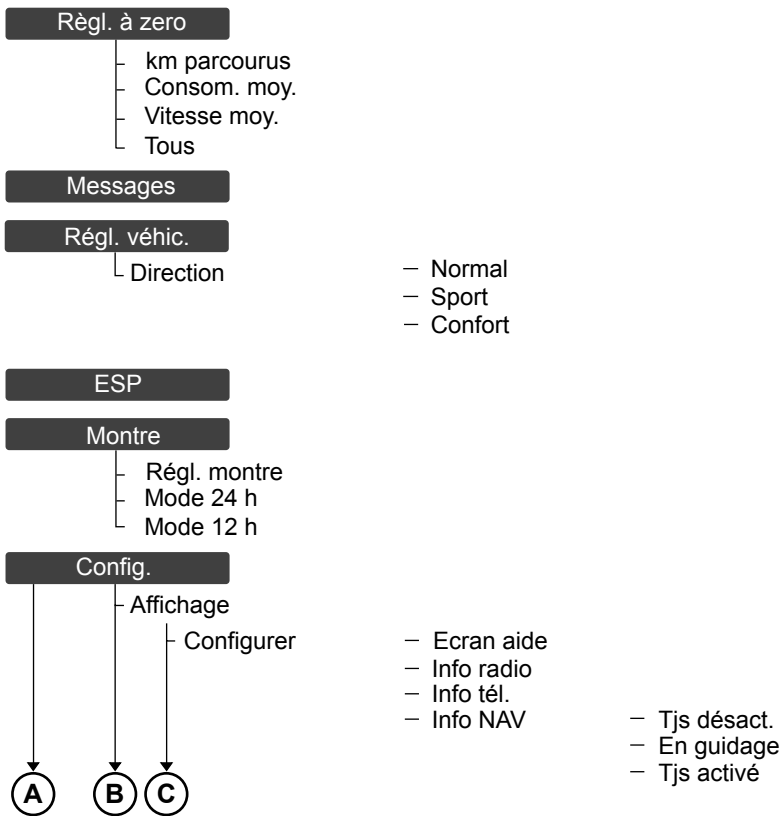 Règl. à zero
km parcourus
Consom. moy.
Vitesse moy.
Tous
Messages
Régl. véhic.
Direction
Normal
Sport
Confort
ESP
Montre
Régl. montre
Mode 24 h
Mode 12 h
Config.
Affichage
Configurer
Ecran aide
Info radio
Info tél.
Info NAV
Tjs désact.
En guidage
Tjs activé
A B C